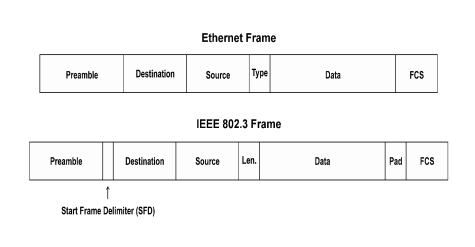 Ethernet Frame
Preamble Destination Source Type Data FCS
IEEE 802.3 Frame
Preamble Destination Source Len. Data Pad FCS
Start Frame Delimiter (SFD)